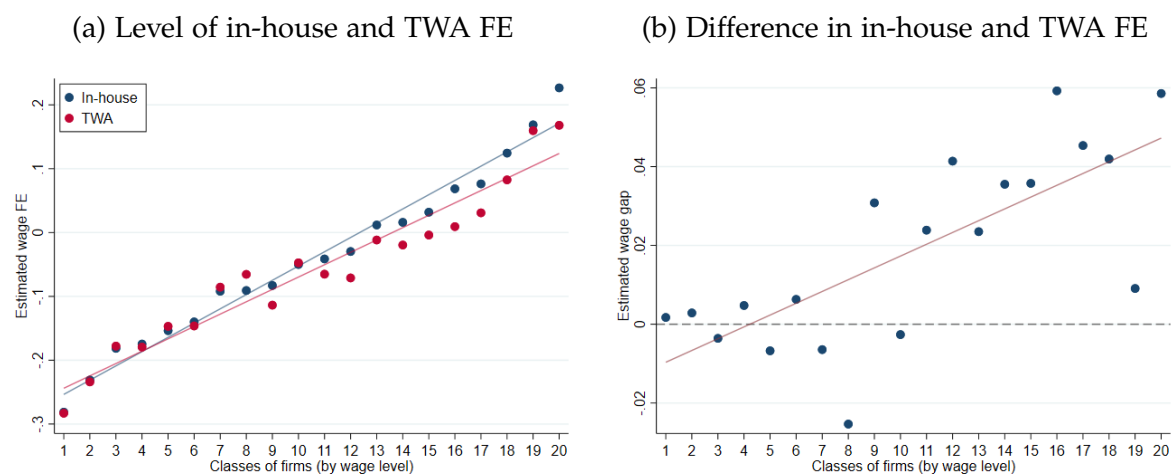 (a) Level of in-house and TWA FE
In-house
TWA
Estimated wage FE
.2
.1
0
-.1
-.2
-.3
1 2 3 4 5 6 7 8 9 10 11 12 13 14 15 16 17 18 19 20
Classes of firms (by wage level)
(b) Difference in in-house and TWA FE
Estimated wage gap
.06
.04
.02
0
-.02
1 2 3 4 5 6 7 8 9 10 11 12 13 14 15 16 17 18 19 20
Classes of firms (by wage level)